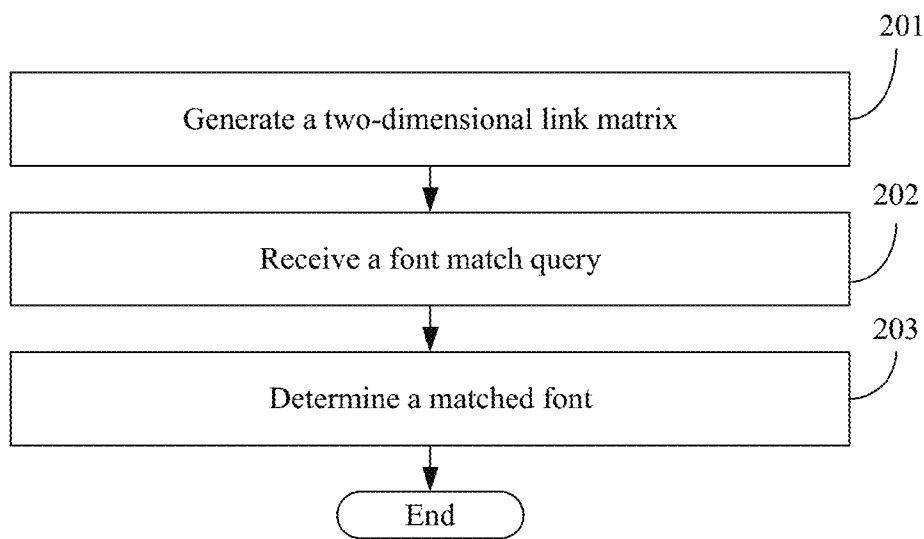 201
Generate a two-dimensional link matrix
202
Receive a font match query
203
Determine a matched font
End